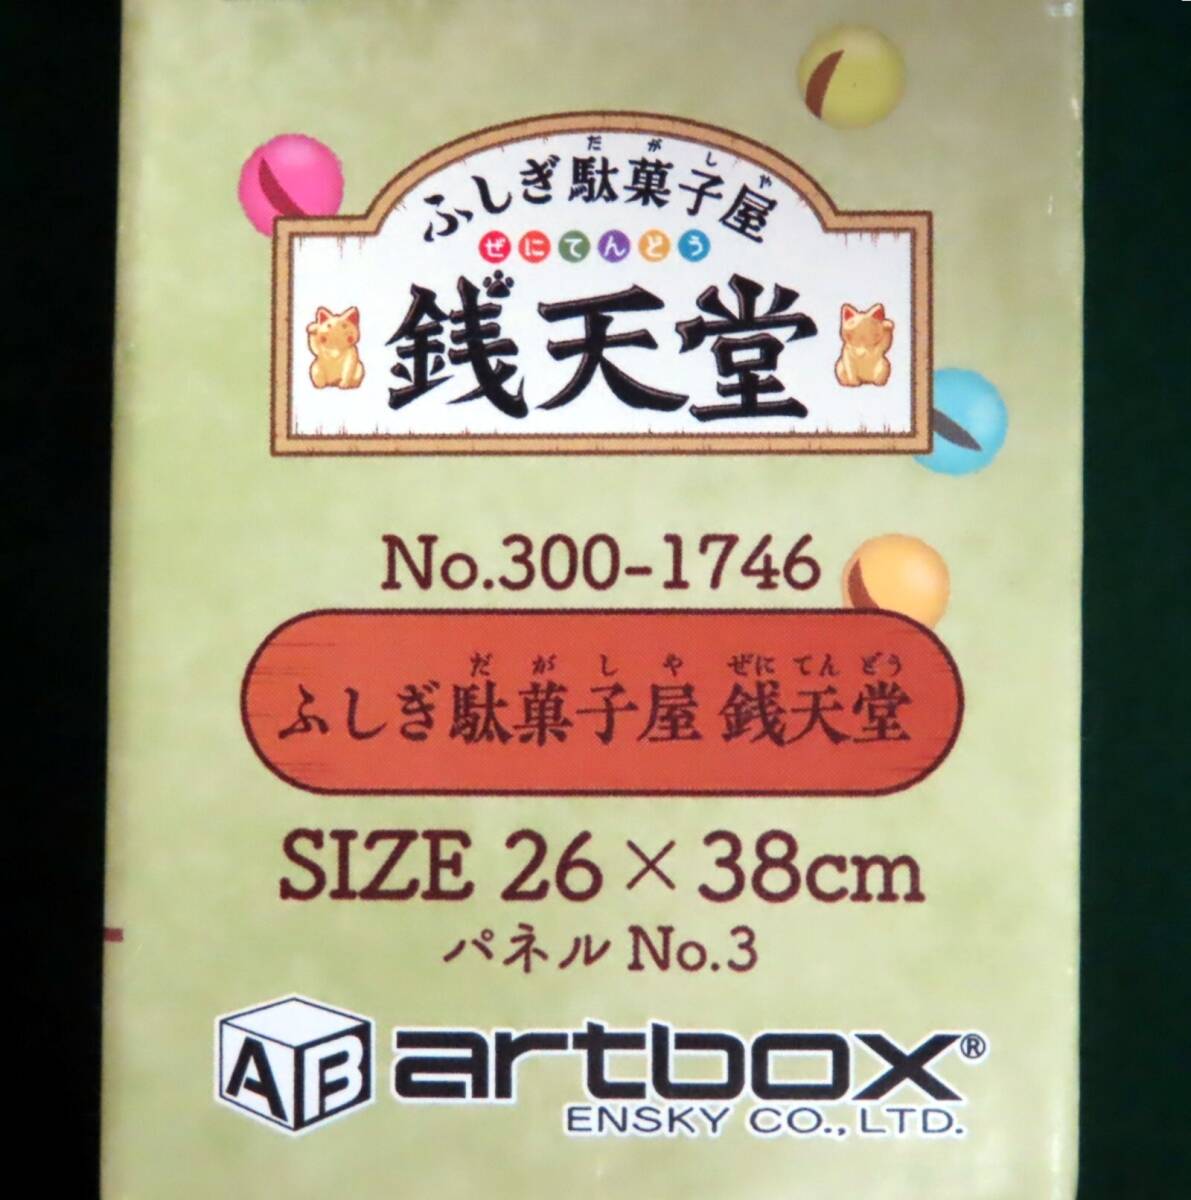 だがしや
ふしぎ駄菓子屋
ぜにてんどう
銭天堂
No.300-1746
だがしや ぜにてんどう
ふしぎ駄菓子屋 銭天堂
SIZE 26×38cm
パネル No.3
AB artbox®
ENSKY CO., LTD.